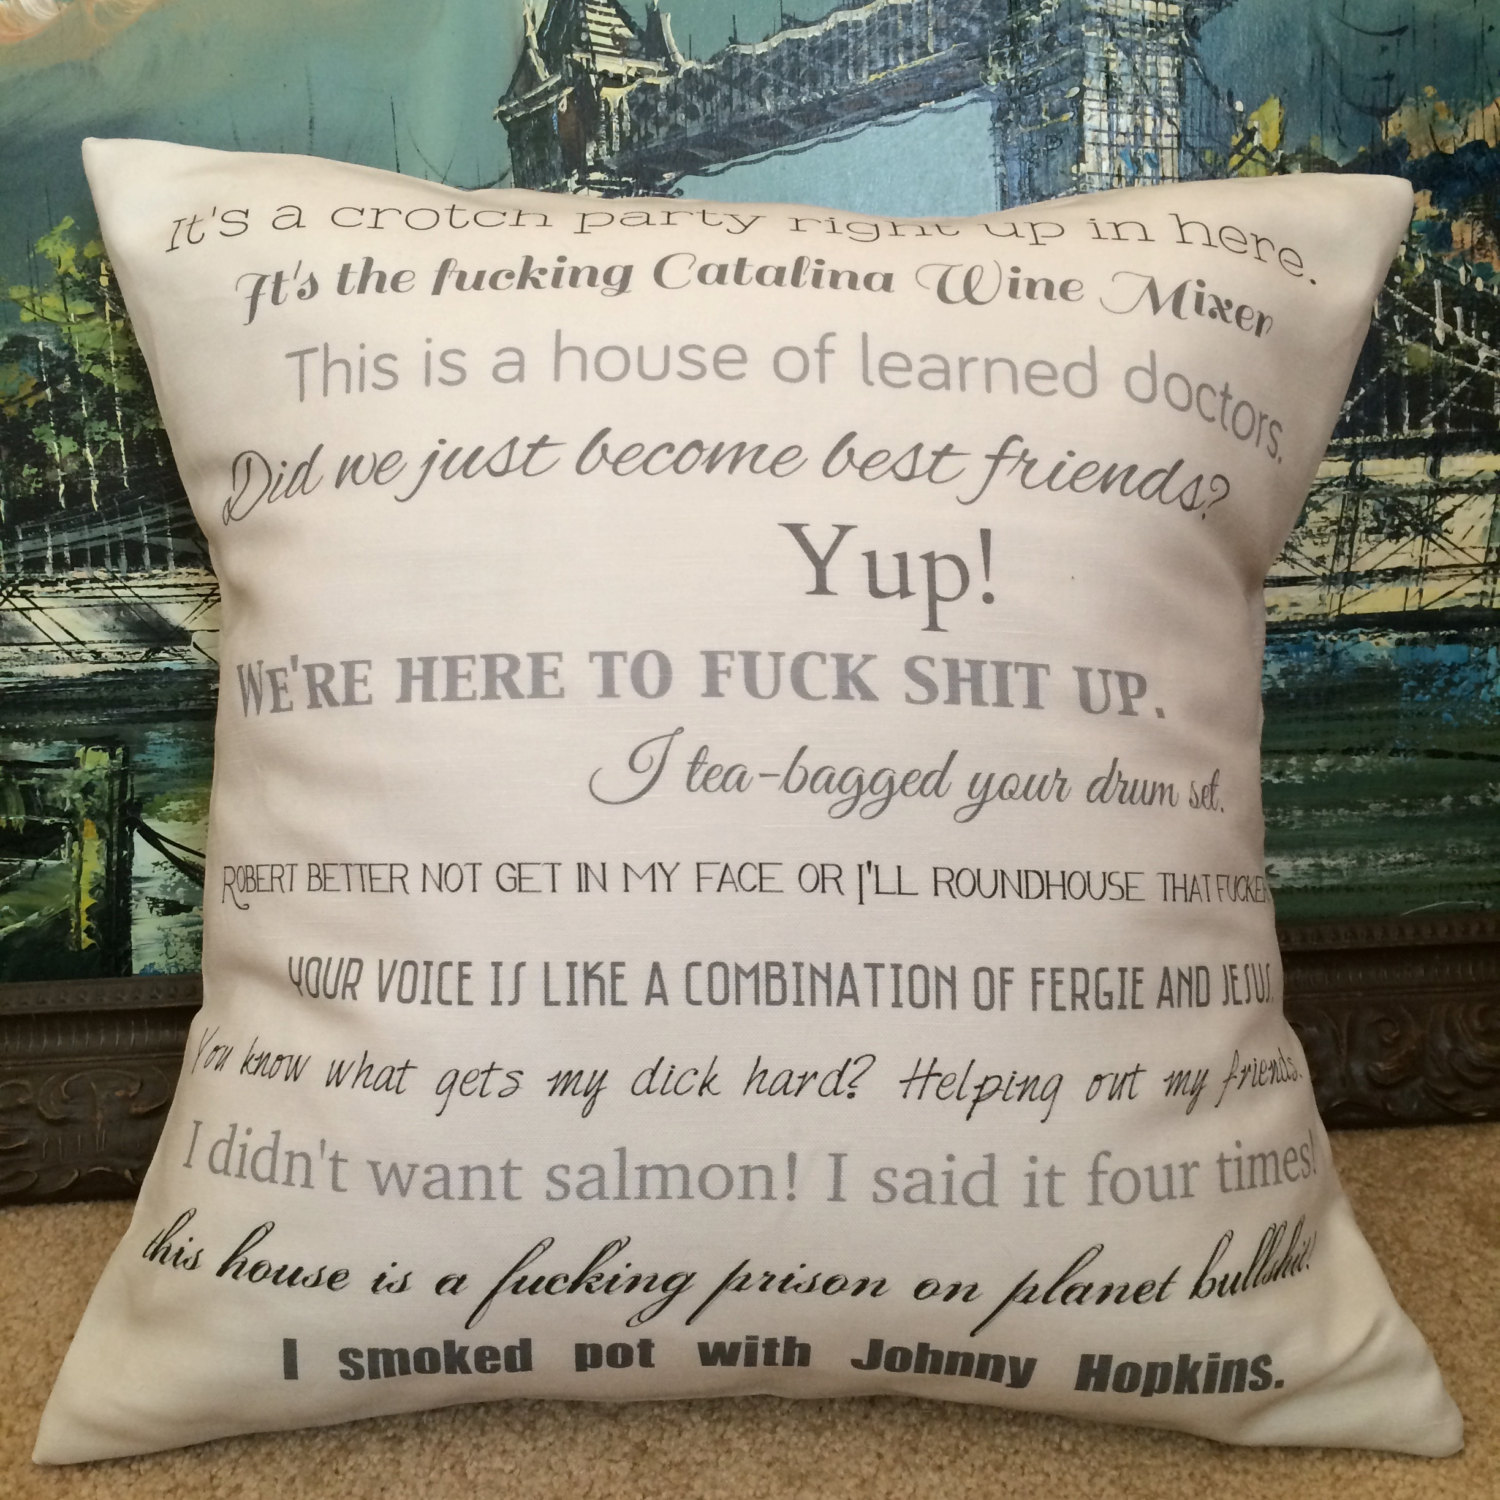 It's a crotch party right up in here.
It's the fucking Catalina Wine Mixer
This is a house of learned doctors.
Did we just become best friends?
Yup!
WE'RE HERE TO FUCK SHIT UP.
I tea-bagged your drum set.
ROBERT BETTER NOT GET IN MY FACE OR I'LL ROUNDHOUSE THAT FUCKER
YOUR VOICE IS LIKE A COMBINATION OF FERGIE AND JESUS.
You know what gets my dick hard? Helping out my friends.
I didn't want salmon! I said it four times!
this house is a fucking prison on planet bullshit!
I smoked pot with Johnny Hopkins.